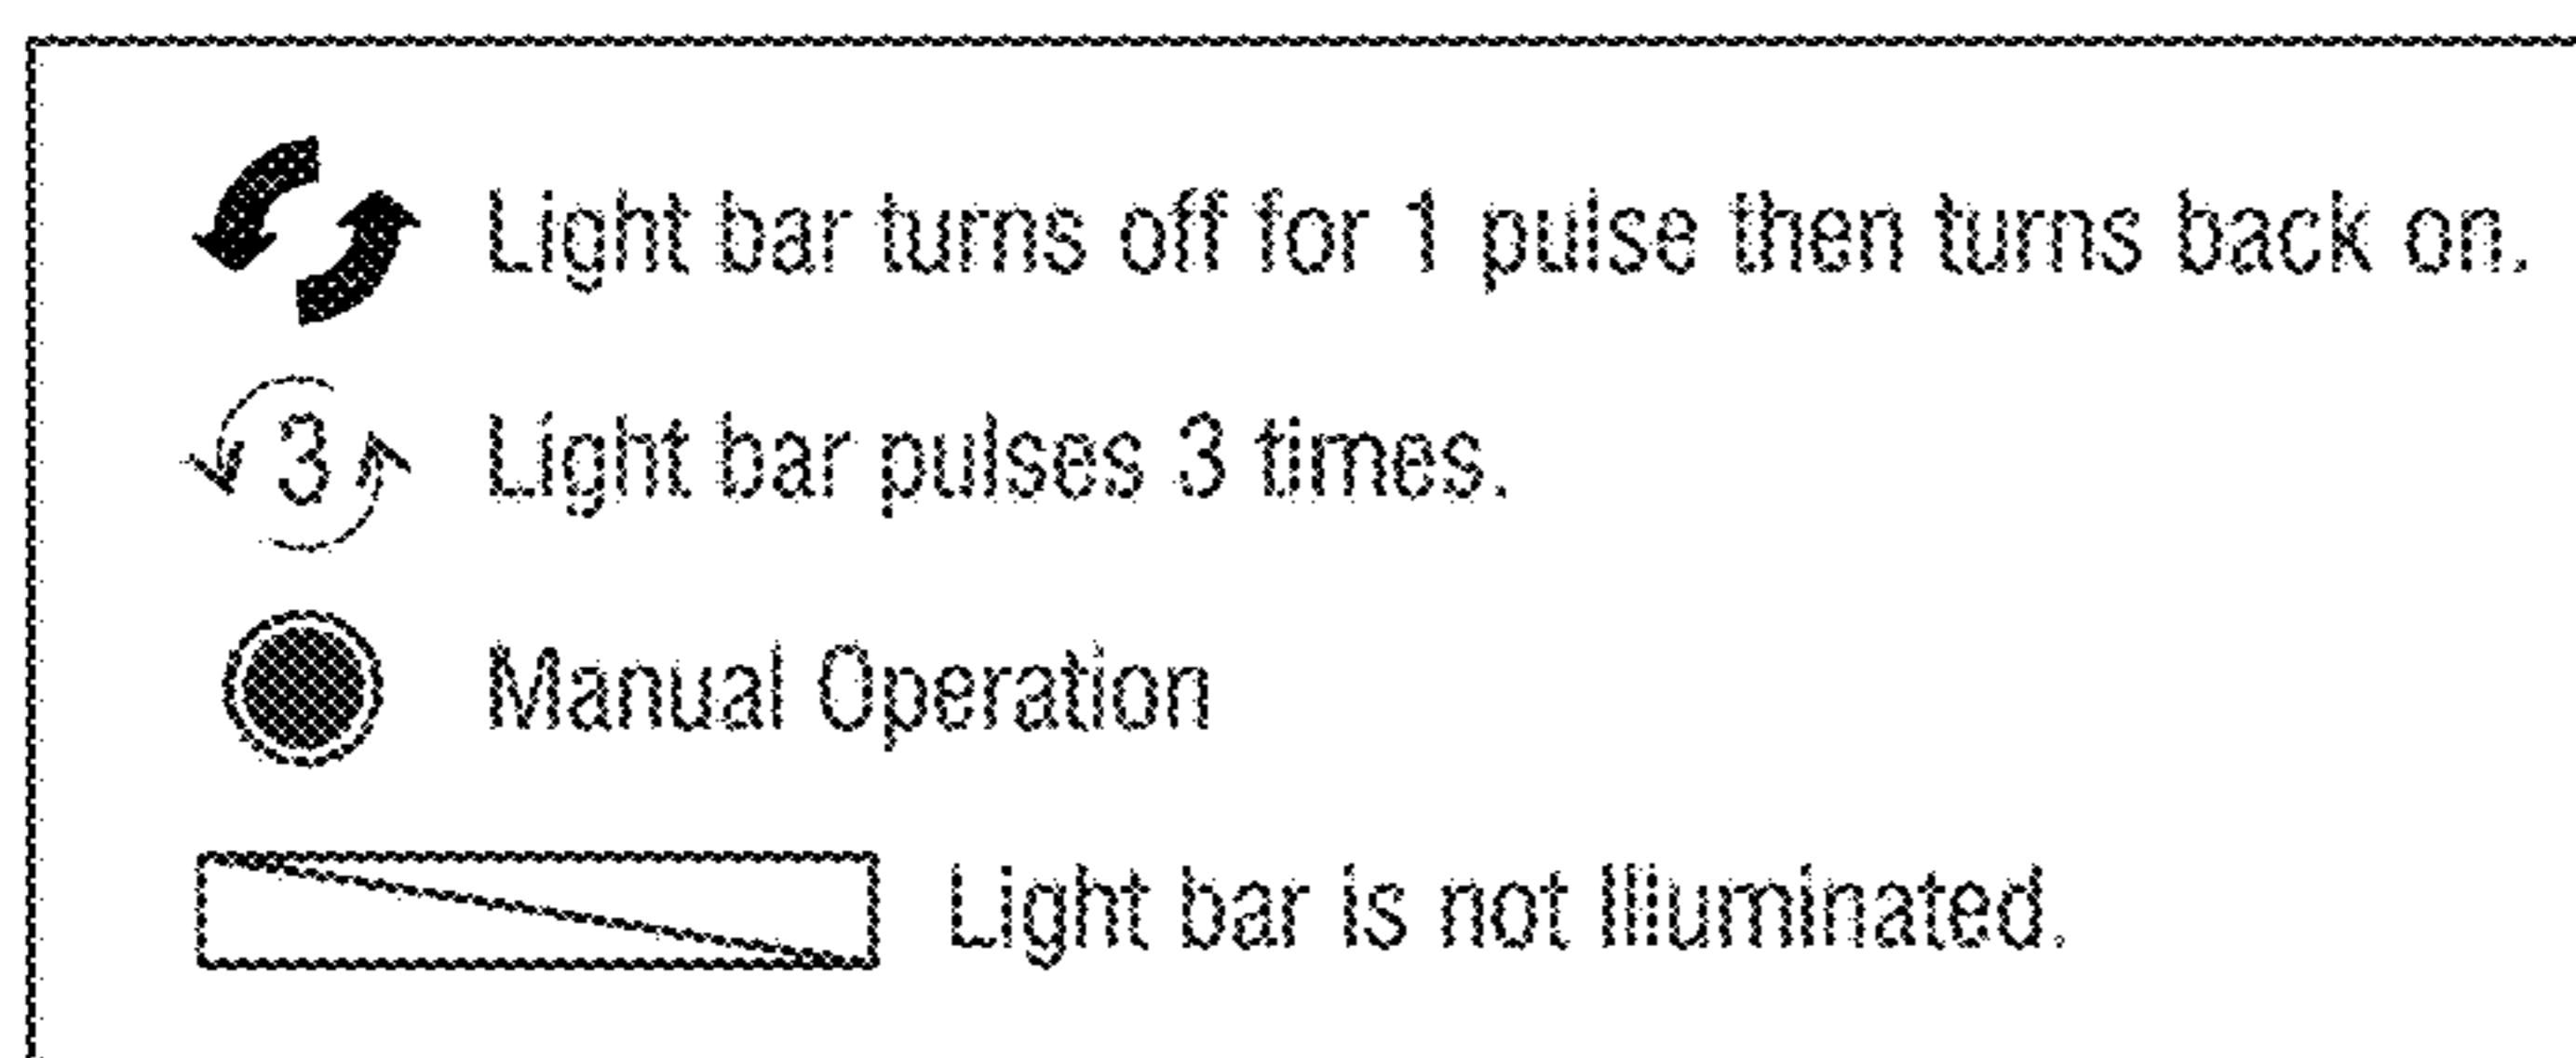 Light bar turns off for 1 pulse then turns back on.
3 Light bar pulses 3 times.
Manual Operation
Light bar is not Illuminated.